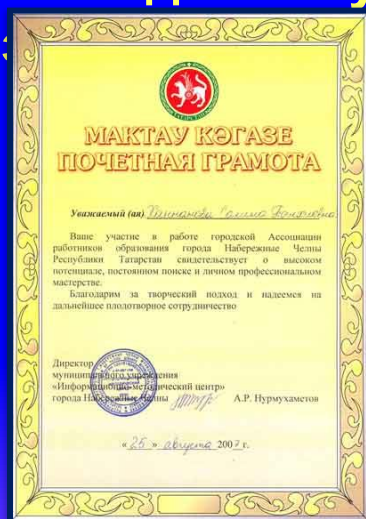 МАКТАУ КӘГАЗЕ
ПОЧЕТНАЯ ГРАМОТА
Уважаемый (ая)
Ваше участие в работе городской Ассоциации
работников образования города Набережные Челны
Республики Татарстан свидетельствует о высоком
потенциале, постоянном поиске и личном профессиональном
мастерстве.
Благодарим за творческий подход и надеемся на
дальнейшее плодотворное сотрудничество
Директор
муниципального учреждения
«Информационно-методический центр»
города Набережные Челны А.Р. Нурмухаметов
«25» августа 2007 г.